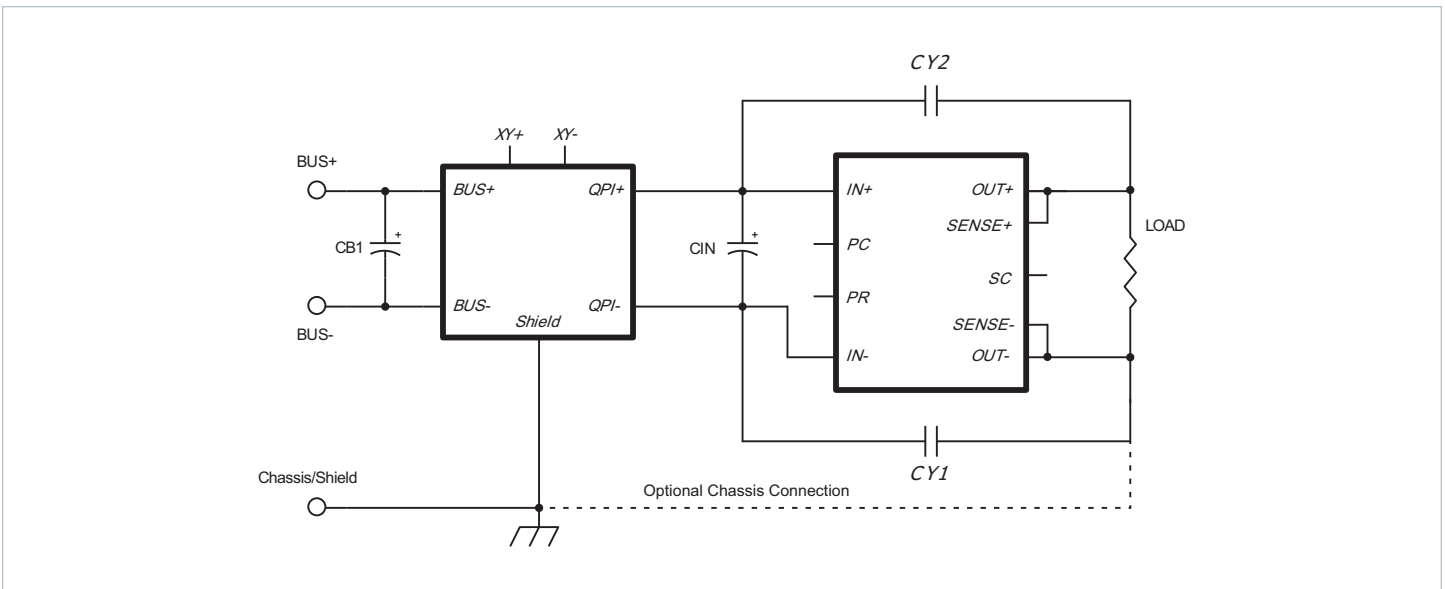 CY2
XY+ XY-
BUS+
BUS+ QPI+
IN+ OUT+
SENSE+
LOAD
CB1
+
CIN
+
PC
SC
PR
BUS-
BUS- QPI-
Shield
SENSE-
IN- OUT-
CY1
Chassis/Shield
Optional Chassis Connection